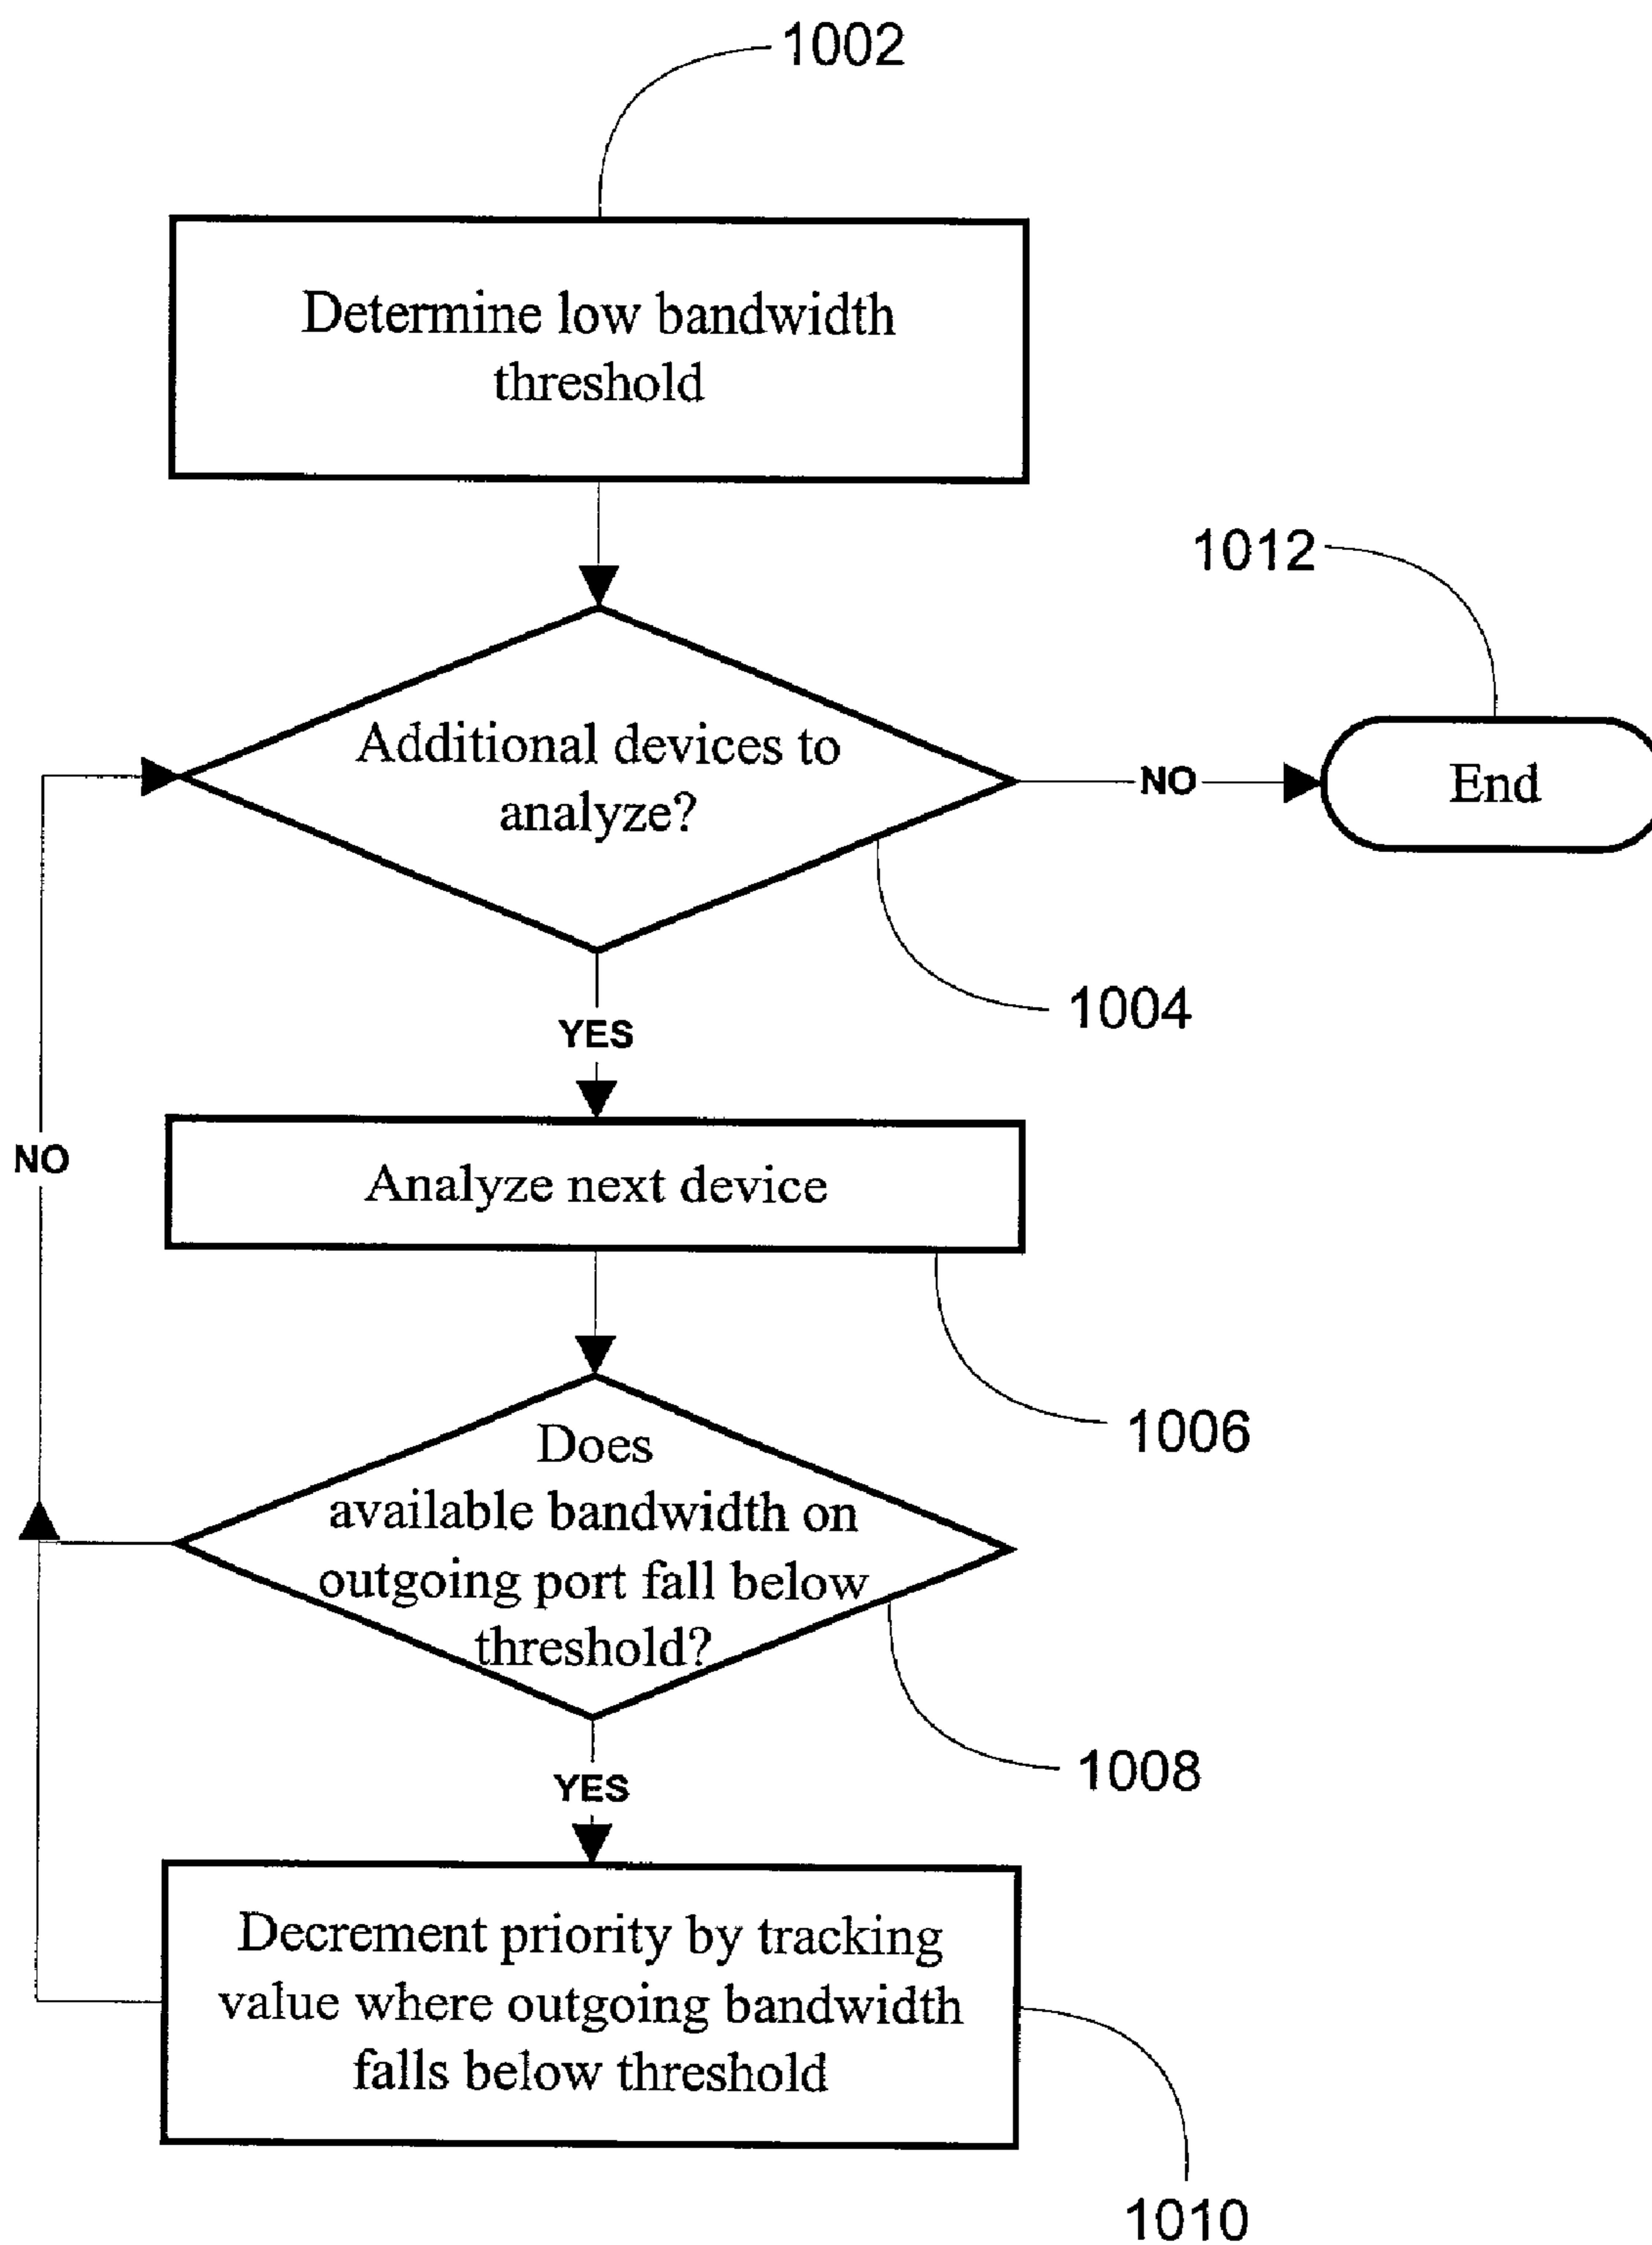 1002
Determine low bandwidth
threshold
1012
Additional devices to
analyze?
NO
End
1004
YES
NO
Analyze next device
1006
Does
available bandwidth on
outgoing port fall below
threshold?
1008
YES
Decrement priority by tracking
value where outgoing bandwidth
falls below threshold
1010